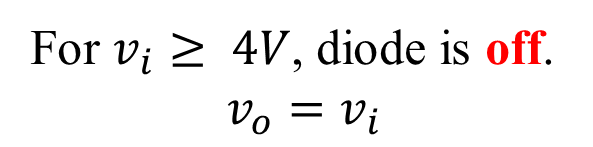 For 𝑣ᵢ ≥ 4𝑉, diode is off.
𝑣ₒ = 𝑣ᵢ